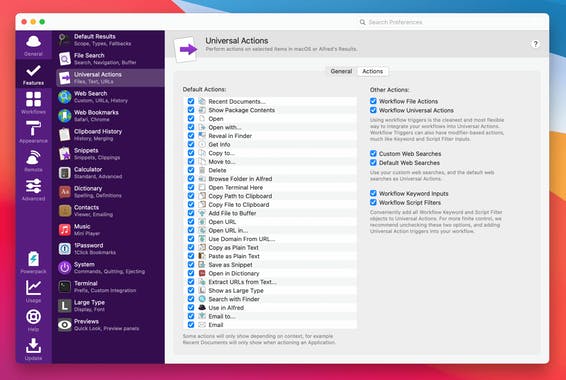 Search Preferences
General
Features
Workflows
Appearance
Remote
Advanced
Powerpack
Usage
Help
Update
Default Results
Scope, Types, Fallbacks
File Search
Search, Navigation, Buffer
Universal Actions
Files, Text, URLs
Web Search
Custom, URLs, History
Web Bookmarks
Safari, Chrome
Clipboard History
History, Merging
Snippets
Snippets, Clippings
Calculator
Standard, Advanced
Dictionary
Spelling, Definitions
Contacts
Viewer, Emailing
Music
Mini Player
1Password
1Click Bookmarks
System
Commands, Quitting, Ejecting
Terminal
Prefix, Custom Integration
Large Type
Display, Font
Previews
Quick Look, Preview panels
Universal Actions
Perform actions on selected items in macOS or Alfred's Results.
?
General Actions
Default Actions:
Recent Documents...
Show Package Contents
Open
Open with...
Reveal in Finder
Get Info
Copy to...
Move to...
Delete
Browse Folder in Alfred
Open Terminal Here
Copy Path to Clipboard
Copy File to Clipboard
Add File to Buffer
Open URL
Open URL in...
Use Domain From URL...
Copy as Plain Text
Paste as Plain Text
Save as Snippet
Open in Dictionary
Extract URLs from Text...
Show as Large Type
Search with Finder
Use in Alfred
Email to...
Email
Some actions will only show depending on context, for example
Recent Documents will only show when actioning an Application.
Other Actions:
Workflow File Actions
Workflow Universal Actions
Using workflow triggers is the cleanest and most flexible
way to integrate your workflows into Universal Actions.
Workflow Triggers can also have modifier-based actions,
much like Keyword and Script Filter inputs.
Custom Web Searches
Default Web Searches
Use your custom web searches, and the default web
searches as Universal Actions.
Workflow Keyword Inputs
Workflow Script Filters
Conveniently add all Workflow Keyword and Script Filter
objects to Universal Actions. For more finite control, we
recommend unchecking these two options, and adding
Universal Action triggers into your workflow.